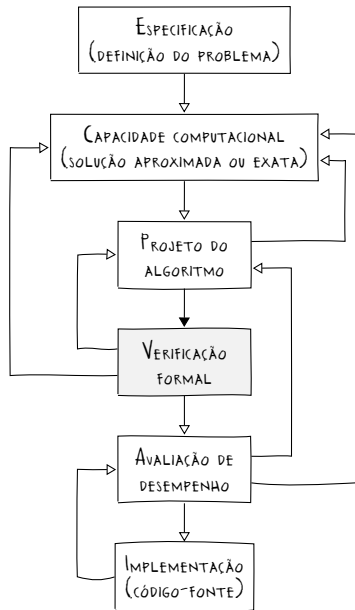 Especificação
(definição do problema)
Capacidade computacional
(solução aproximada ou exata)
Projeto do
algoritmo
Verificação
formal
Avaliação de
desempenho
Implementação
(código-fonte)